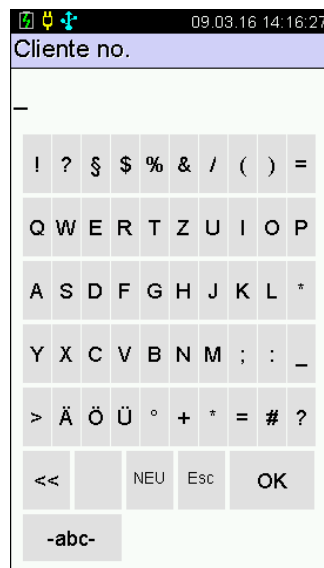 09.03.16 14:16:27
Cliente no.
_
! ? § $ % & / ( ) =
Q W E R T Z U I O P
A S D F G H J K L *
Y X C V B N M ; : _
> Ä Ö Ü ° + * = # ?
<< NEU Esc OK
-abc-